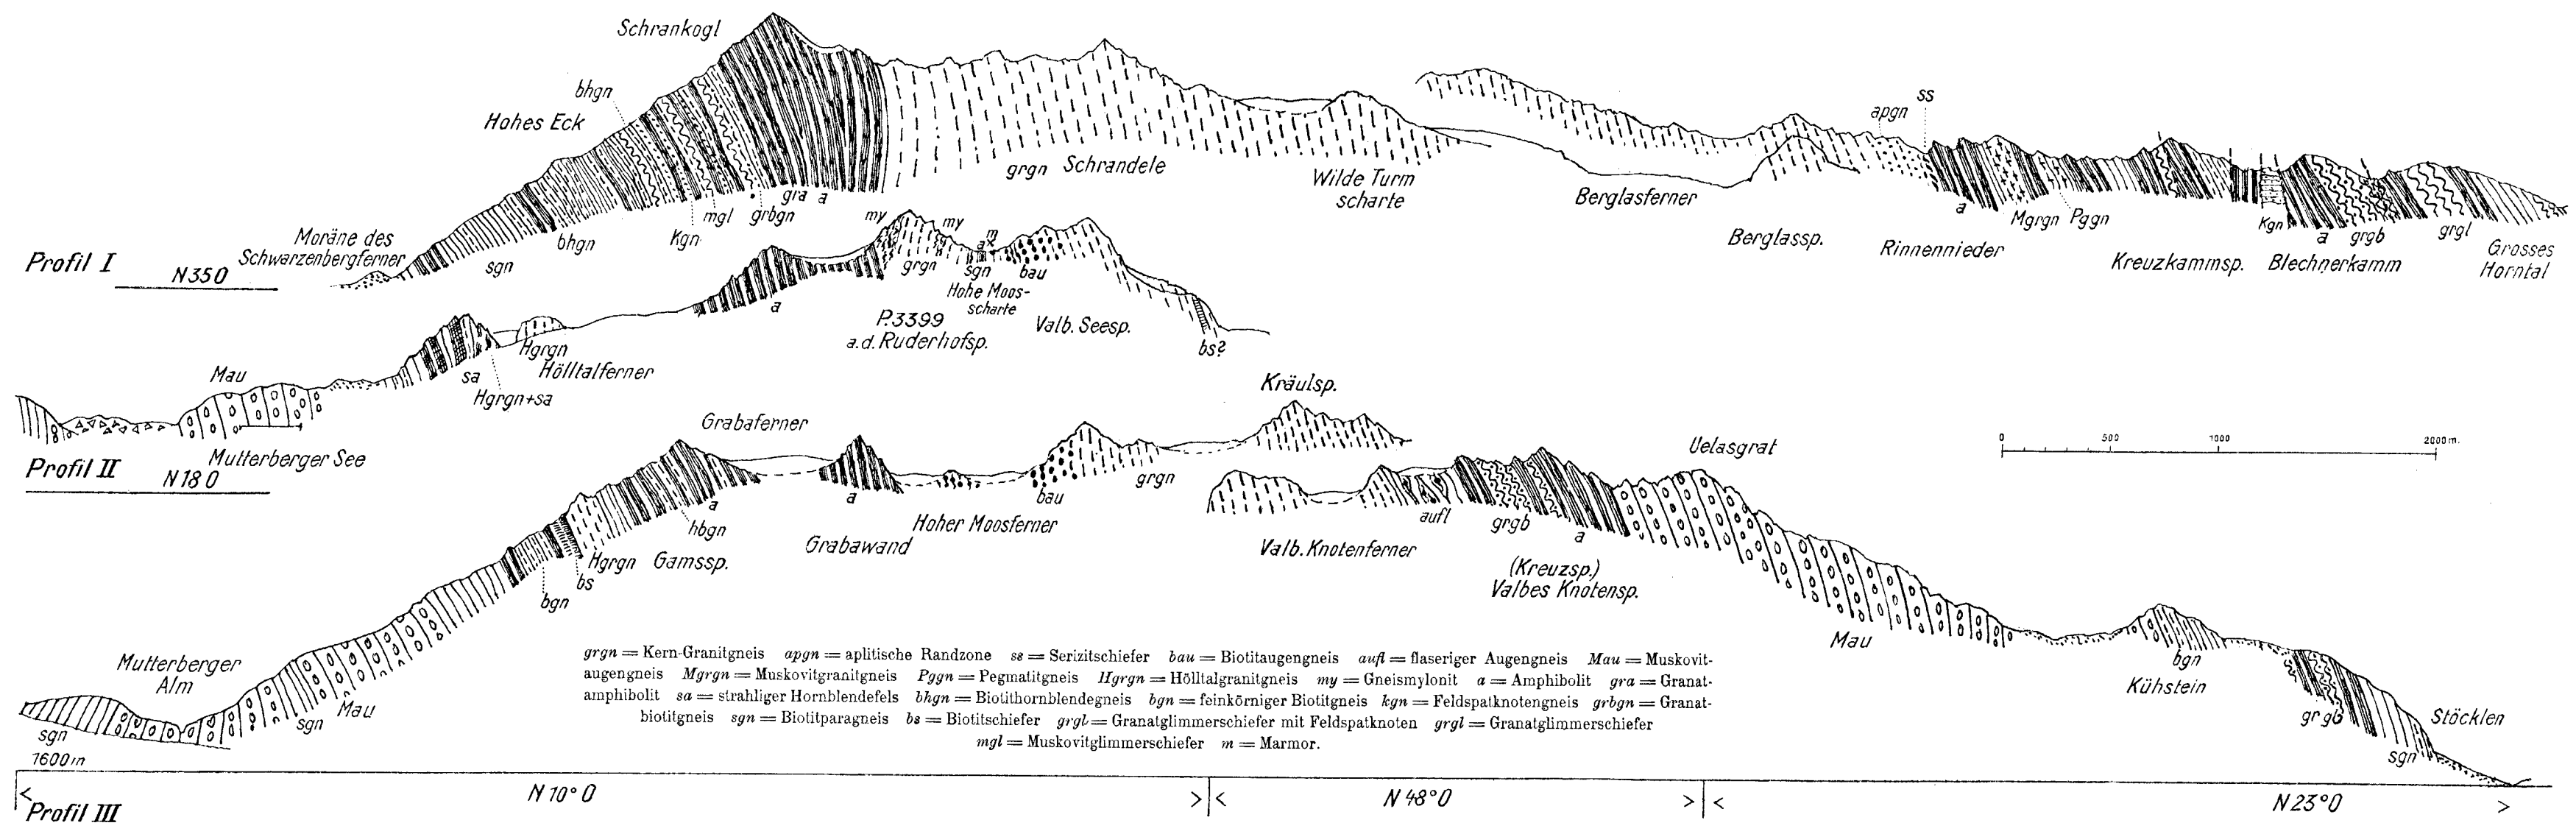 Schrankogl
bhgn
Hohes Eck
Moräne des
Schwarzenbergferner
sgn
bhgn
Kgn
mgl
grbgn
gra
a
grgn
Schrandele
Wilde Turm
scharte
Berglasferner
Berglassp.
apgn
ss
a
Rinnennieder
Mgrgn
Pggn
Kreuzkammsp.
Kgn
Blechnerkamm
a
grgb
grgl
Grosses
Horntal
Profil I
N350
Mau
Mutterberger See
sa
Hgrgn+sa
Hgrgn
Hölltalferner
a
my
grgn
my
P.3399
a.d. Ruderhofsp.
a
m
x
sgn
Hohe Moos-
scharte
bau
Valb. Seesp.
bs?
Profil II
N180
0 500 1000 2000m.
Mutterberger
Alm
sgn
Mau
sgn
bgn
bs
Hgrgn
Gamssp.
hbgn
a
Grabaferner
a
Grabawand
Hoher Moosferner
bau
grgn
Kräulsp.
Valb. Knotenferner
aufl
grgb
a
(Kreuzsp.)
Valbes Knotensp.
Uelasgrat
Mau
bgn
Kühstein
grgb
Stöcklen
sgn
grgn = Kern-Granitgneis apgn = aplitische Randzone ss = Serizitschiefer bau = Biotitaugengneis aufl = flaseriger Augengneis Mau = Muskovit-
augengneis Mgrgn = Muskovitgranitgneis Pggn = Pegmatitgneis Hgrgn = Hölltalgranitgneis my = Gneismylonit a = Amphibolit gra = Granat-
amphibolit sa = strahliger Hornblendefels bhgn = Biotithornblendegneis bgn = feinkörniger Biotitgneis kgn = Feldspatknotengneis grbgn = Granat-
biotitgneis sgn = Biotitparagneis bs = Biotitschiefer grgb = Granatglimmerschiefer mit Feldspatknoten grgl = Granatglimmerschiefer
mgl = Muskovitglimmerschiefer m = Marmor.
1600m
< N10°O > < N48°O > < N23°O >
Profil III